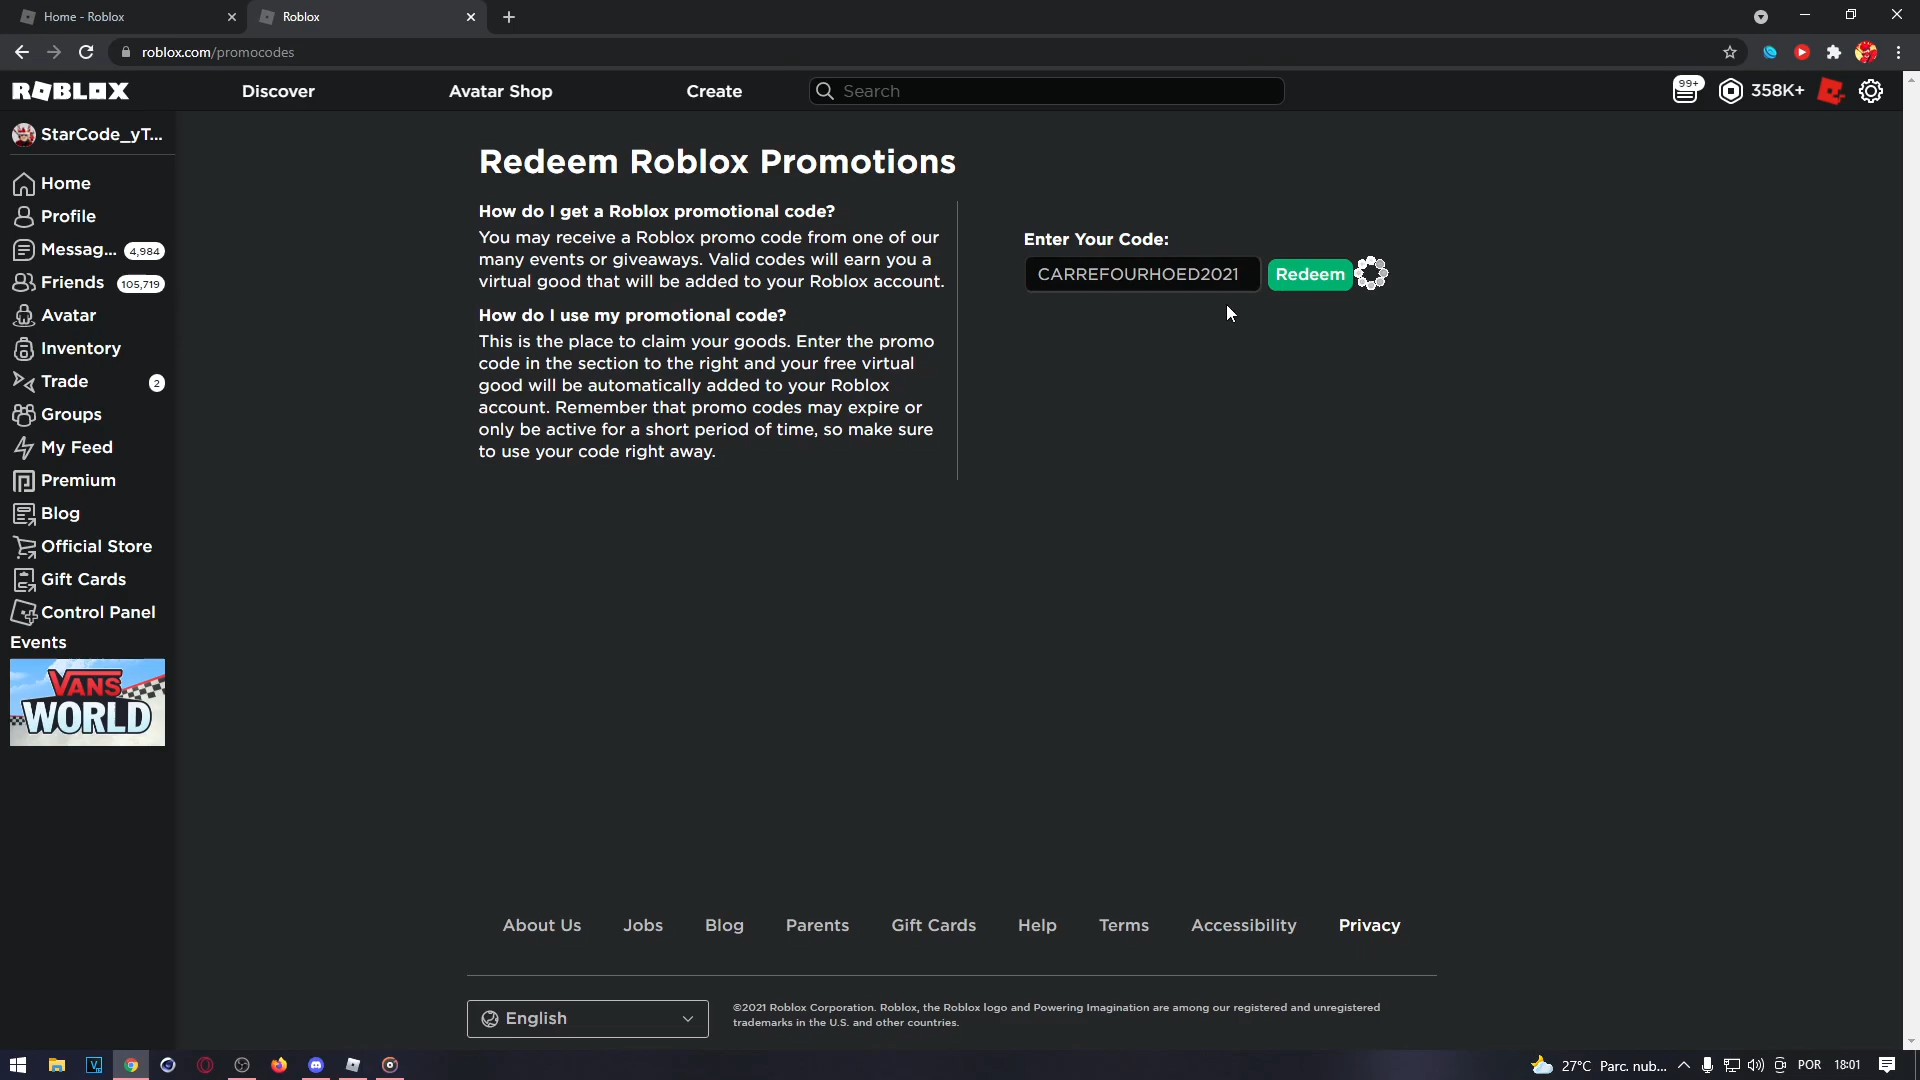 Home - Roblox
Roblox
roblox.com/promocodes
ROBLOX
Discover
Avatar Shop
Create
Search
99+
358K+
StarCode_yT...
Home
Profile
Messag... 4,984
Friends 105,719
Avatar
Inventory
Trade 2
Groups
My Feed
Premium
Blog
Official Store
Gift Cards
Control Panel
Events
VANS
WORLD
Redeem Roblox Promotions
How do I get a Roblox promotional code?
You may receive a Roblox promo code from one of our
many events or giveaways. Valid codes will earn you a
virtual good that will be added to your Roblox account.
How do I use my promotional code?
This is the place to claim your goods. Enter the promo
code in the section to the right and your free virtual
good will be automatically added to your Roblox
account. Remember that promo codes may expire or
only be active for a short period of time, so make sure
to use your code right away.
Enter Your Code:
CARREFOURHOED2021
Redeem
About Us
Jobs
Blog
Parents
Gift Cards
Help
Terms
Accessibility
Privacy
English
©2021 Roblox Corporation. Roblox, the Roblox logo and Powering Imagination are among our registered and unregistered
trademarks in the U.S. and other countries.
27°C Parc. nub...
POR
18:01